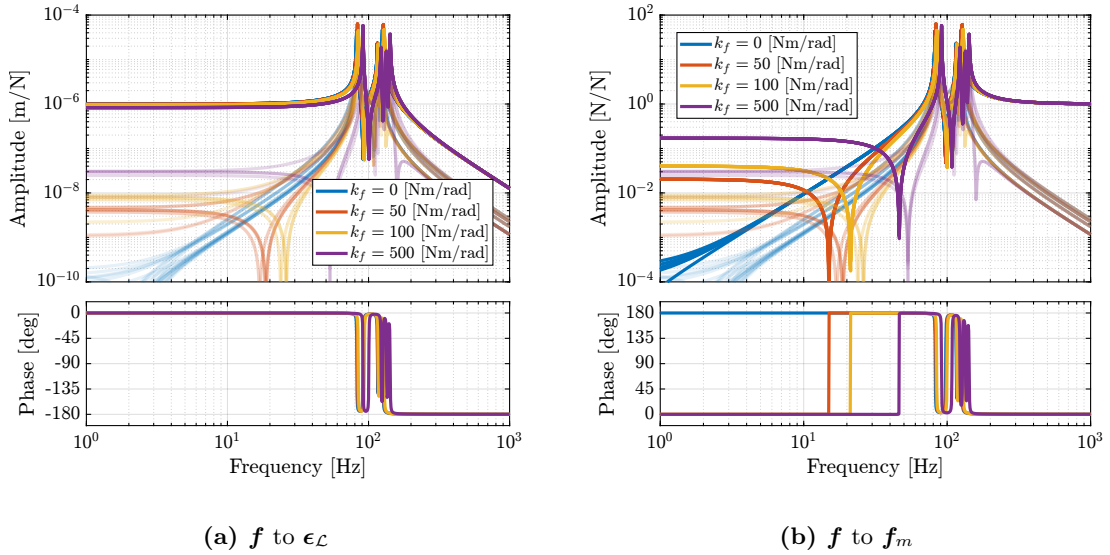 10^{-4}
10^{-6}
10^{-8}
10^{-10}
Amplitude [m/N]
k_f = 0 [Nm/rad]
k_f = 50 [Nm/rad]
k_f = 100 [Nm/rad]
k_f = 500 [Nm/rad]
0
-45
-90
-135
-180
Phase [deg]
10^0
10^1
10^2
10^3
Frequency [Hz]
(a) f to ϵ_ℒ
10^2
10^0
10^{-2}
10^{-4}
Amplitude [N/N]
k_f = 0 [Nm/rad]
k_f = 50 [Nm/rad]
k_f = 100 [Nm/rad]
k_f = 500 [Nm/rad]
180
135
90
45
0
Phase [deg]
10^0
10^1
10^2
10^3
Frequency [Hz]
(b) f to f_m